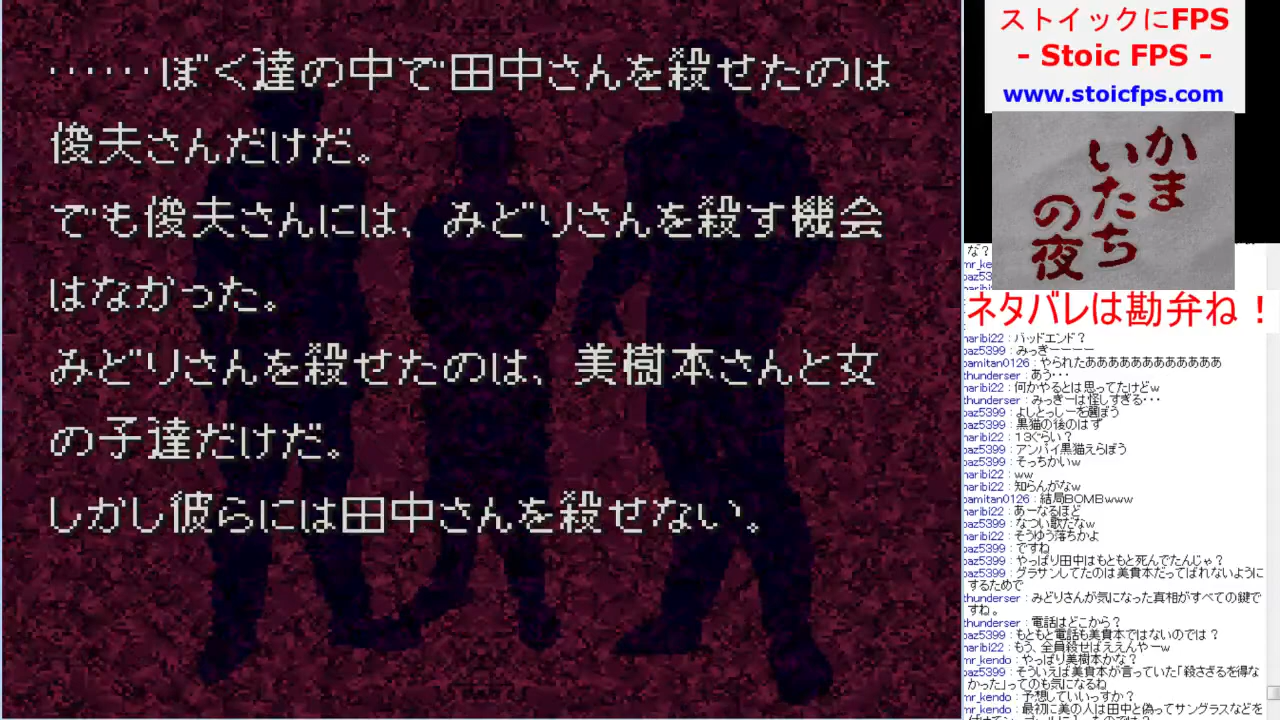 ……ぼく達の中で田中さんを殺せたのは
俊夫さんだけだ。
でも俊夫さんには、みどりさんを殺す機会
はなかった。
みどりさんを殺せたのは、美樹本さんと女
の子達だけだ。
しかし彼らには田中さんを殺せない。
ストイックにFPS
- Stoic FPS -
www.stoicfps.com
かま
いたち
の夜
な?
ネタバレは勘弁ね！
haribi22 : バッドエンド？
paz5399 : みっきーーーー
pamitan0126 : やられたああああああああああああ
thunderser : あう・・・
haribi22 : 何かやるとは思ってたけどw
thunderser : みっきーは怪しすぎる・・・
paz5399 : よしとっしーを選ぼう
paz5399 : 黒猫の後のはず
haribi22 : １３ぐらい？
paz5399 : アンパイ黒猫えらぼう
paz5399 : そっちかいw
haribi22 : ww
haribi22 : 知らんがなw
pamitan0126 : 結局BOMBwww
haribi22 : あーなるほど
paz5399 : なつい歌だなw
haribi22 : そうゆう落ちかよ
paz5399 : ですね
paz5399 : やっぱり田中はもともと死んでたんじゃ？
paz5399 : グラサンしてたのは美貴本だってばれないように
するためで
thunderser : みどりさんが気になった真相がすべての鍵で
すね。
thunderser : 電話はどこから？
paz5399 : もともと電話も美貴本ではないのでは？
haribi22 : もう、全員殺せばええんやーw
mr_kendo : やっぱり美樹本かな？
paz5399 : そういえば美貴本が言っていた「殺さざるを得な
かった」ってのも気になるね
mr_kendo : 予想していいっすか？
mr_kendo : 最初に美の人は田中と偽ってサングラスなどを